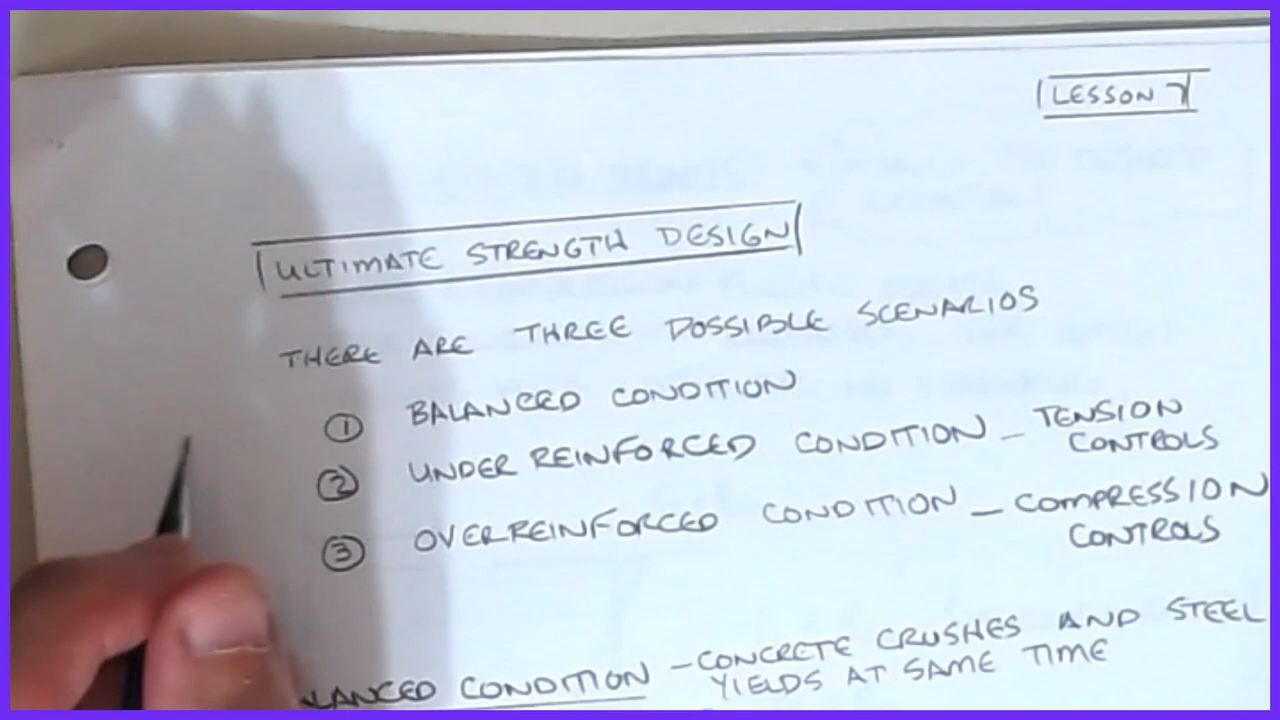 LESSON 7
ULTIMATE STRENGTH DESIGN
THERE ARE THREE POSSIBLE SCENARIOS
① BALANCED CONDITION
② UNDER REINFORCED CONDITION - TENSION CONTROLS
③ OVERREINFORCED CONDITION - COMPRESSION CONTROLS
ALANCED CONDITION - CONCRETE CRUSHES AND STEEL
YIELDS AT SAME TIME